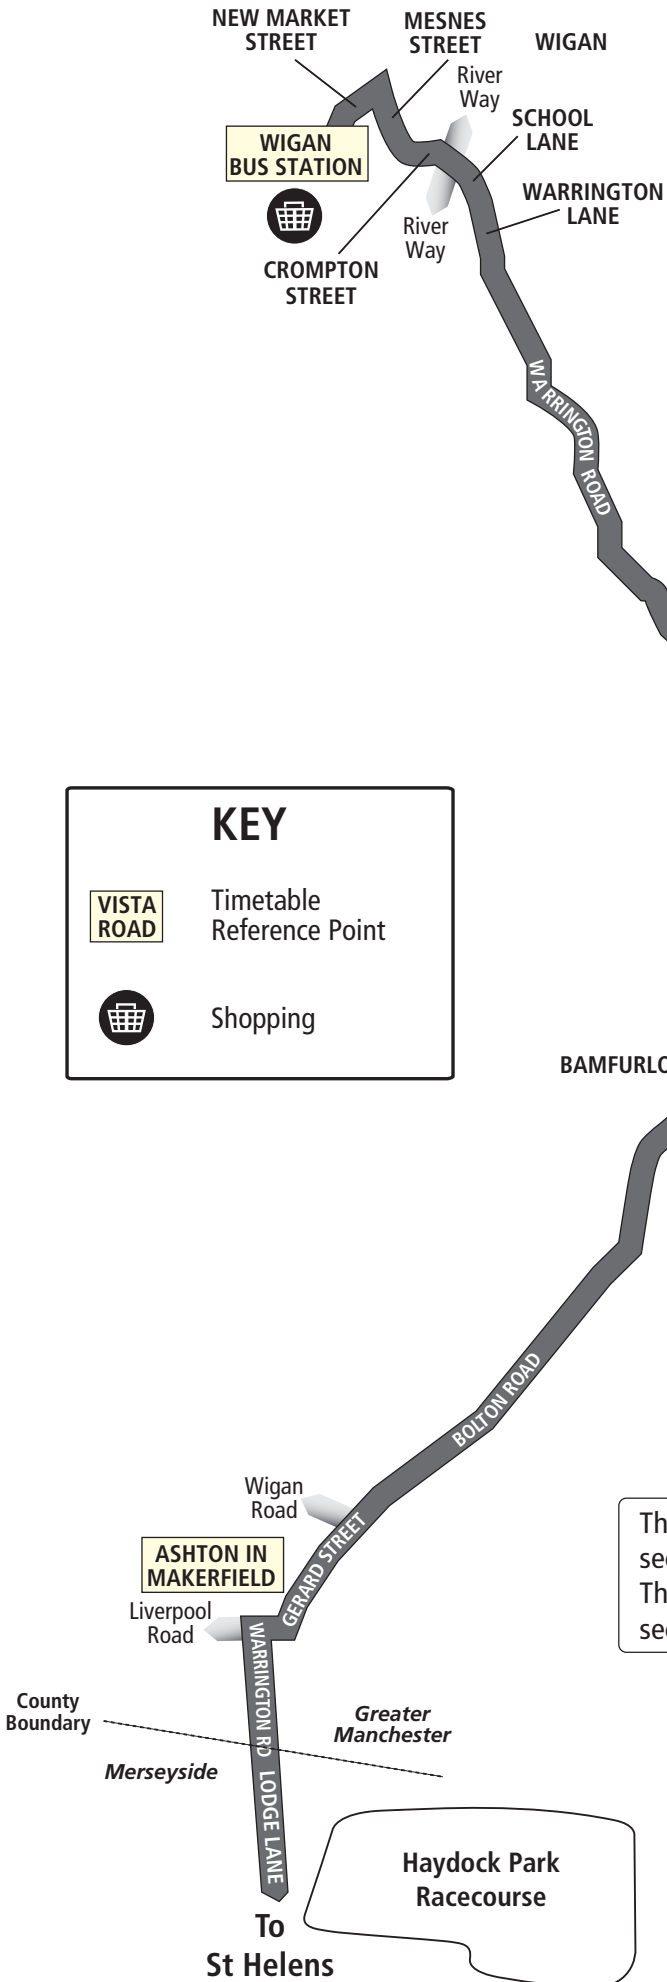 NEW MARKET
STREET
MESNES
STREET
WIGAN
River
Way
SCHOOL
LANE
WIGAN
BUS STATION
WARRINGTON
LANE
River
Way
CROMPTON
STREET
WARRINGTON ROAD
KEY
VISTA
ROAD
Timetable
Reference Point
Shopping
BAMFURLO
BOLTON ROAD
Wigan
Road
GERARD STREET
ASHTON IN
MAKERFIELD
Liverpool
Road
WARRINGTON RD
LODGE LANE
County
Boundary
Greater
Manchester
Merseyside
Haydock Park
Racecourse
To
St Helens